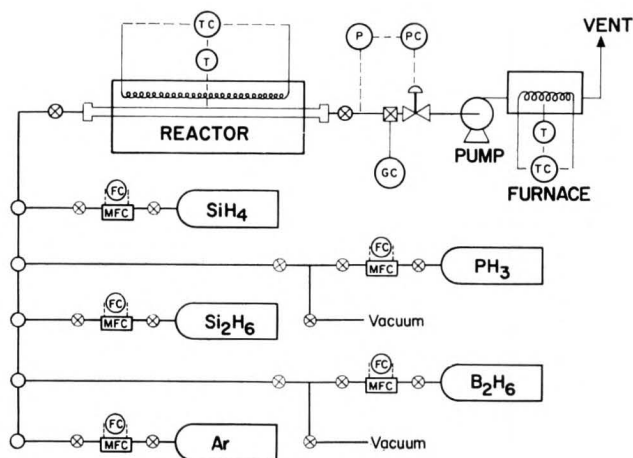 TC
P
PC
VENT
T
REACTOR
GC
PUMP
T
TC
FURNACE
FC
MFC
SiH4
FC
MFC
PH3
FC
MFC
Si2H6
Vacuum
FC
MFC
B2H6
FC
MFC
Ar
Vacuum